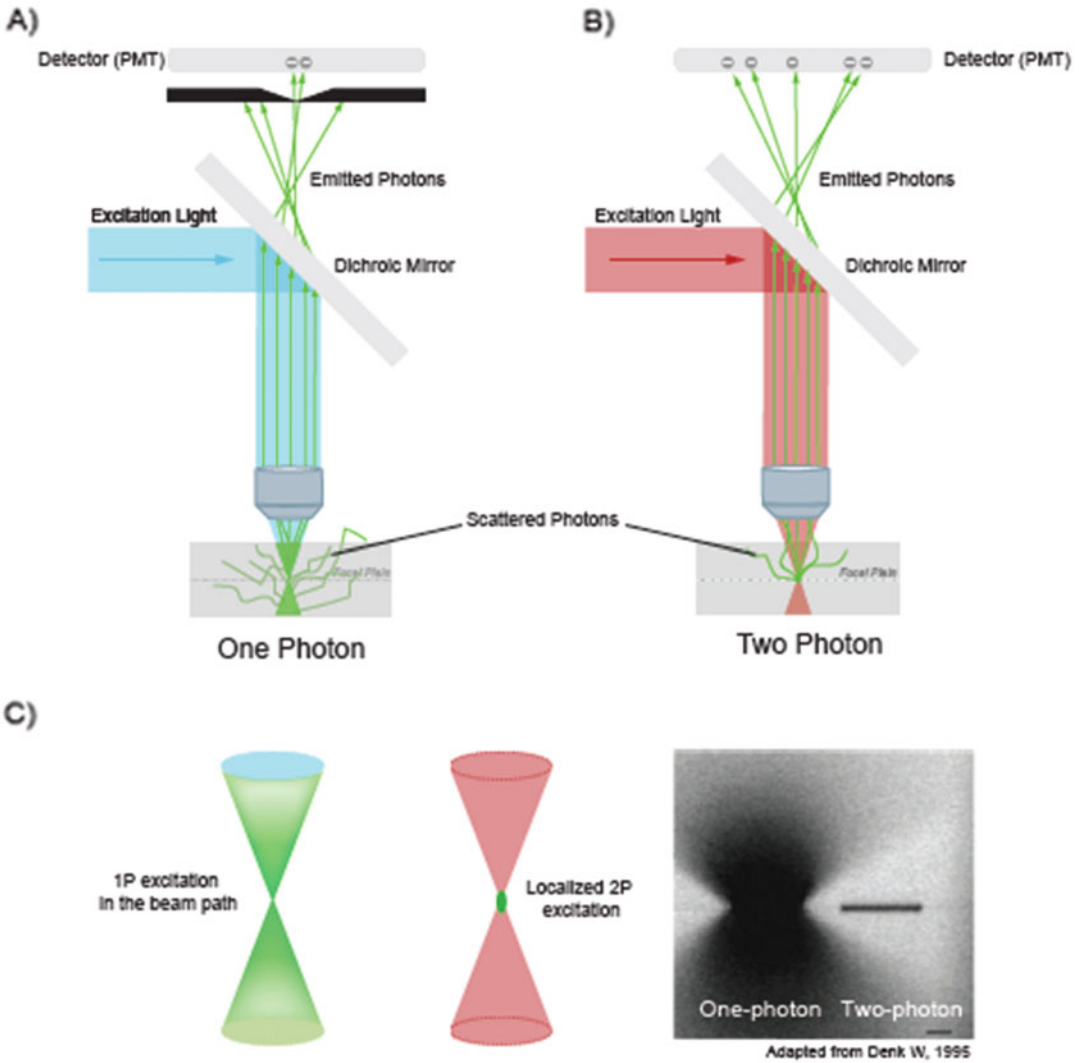 A)
B)
Detector (PMT)
Detector (PMT)
Emitted Photons
Emitted Photons
Excitation Light
Excitation Light
Dichroic Mirror
Dichroic Mirror
Scattered Photons
Focal Plain
Focal Plain
One Photon
Two Photon
C)
1P excitation
in the beam path
Localized 2P
excitation
One-photon
Two-photon
Adapted from Denk W, 1995